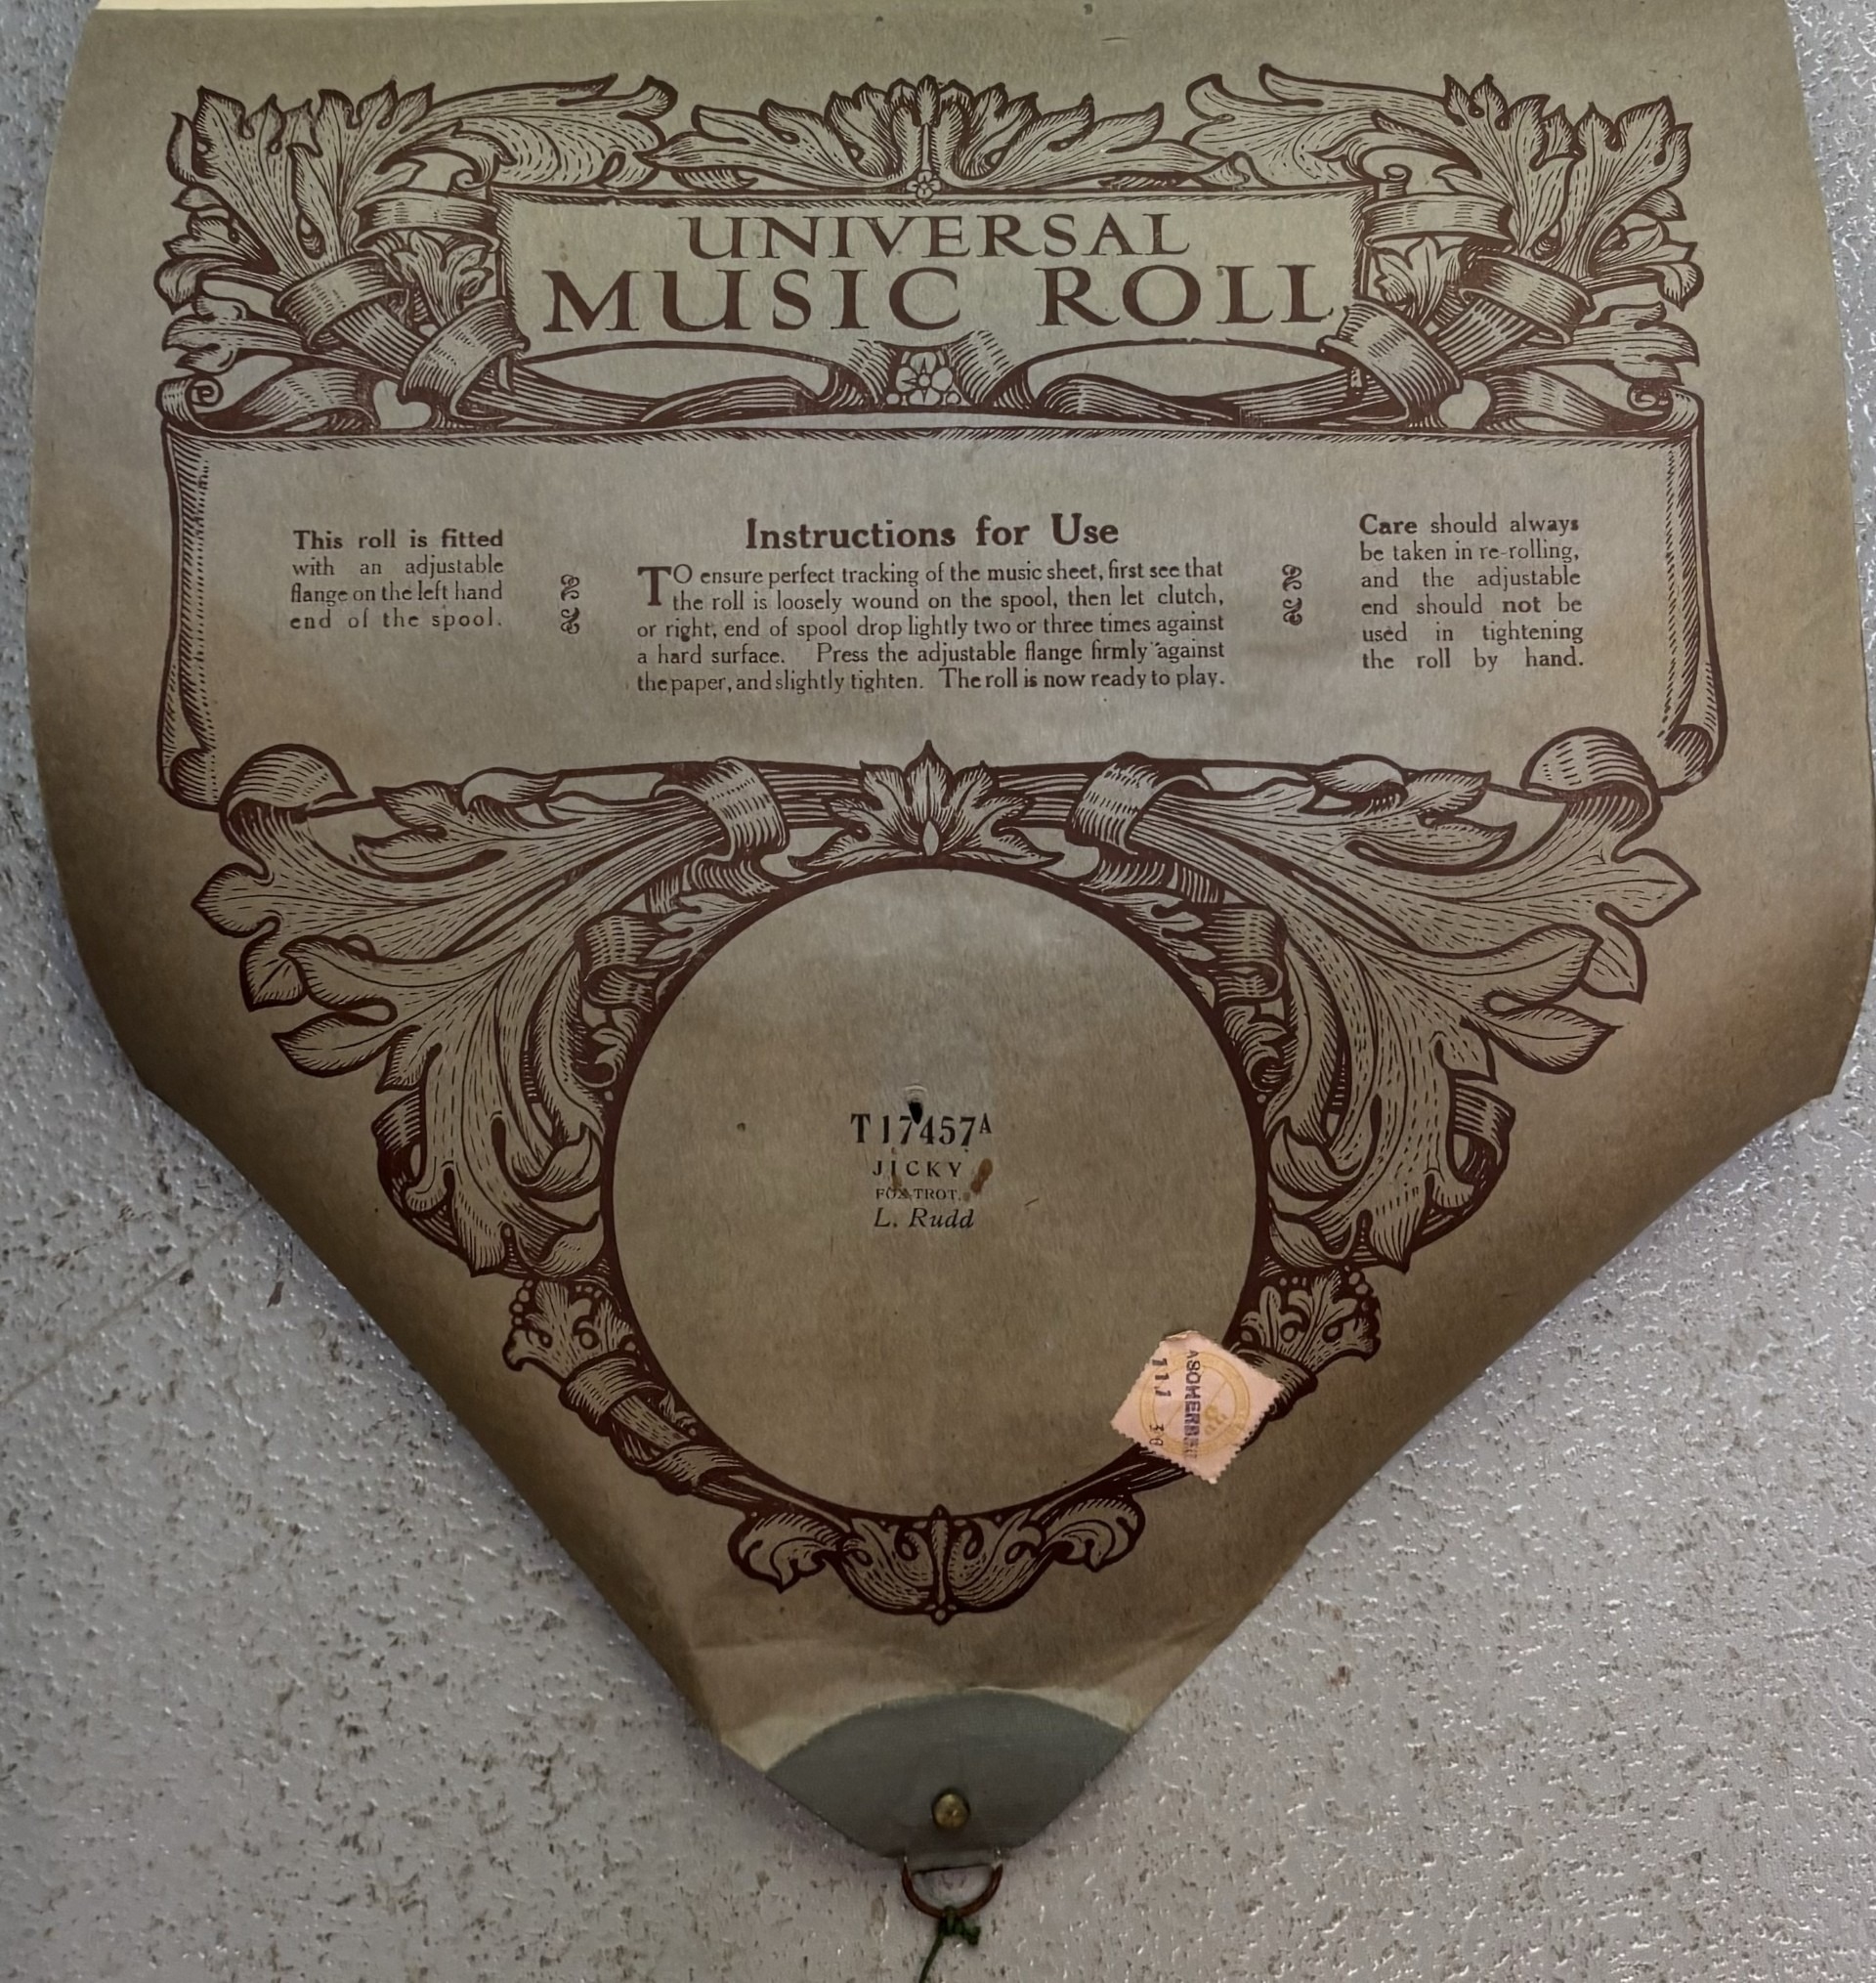 UNIVERSAL
MUSIC ROLL
This roll is fitted
with an adjustable
flange on the left hand
end of the spool.
Instructions for Use
TO ensure perfect tracking of the music sheet, first see that
the roll is loosely wound on the spool, then let clutch,
or right, end of spool drop lightly two or three times against
a hard surface. Press the adjustable flange firmly against
the paper, and slightly tighten. The roll is now ready to play.
Care should always
be taken in re-rolling,
and the adjustable
end should not be
used in tightening
the roll by hand.
T17457A
JICKY
FOX TROT.
L. Rudd